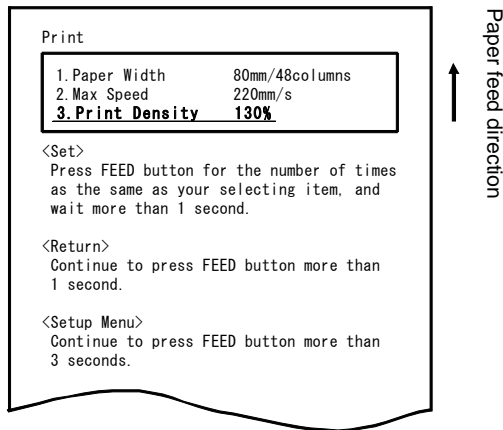 Print
1.Paper Width 80mm/48columns
2.Max Speed 220mm/s
3.Print Density 130%
<Set>
Press FEED button for the number of times
as the same as your selecting item, and
wait more than 1 second.
<Return>
Continue to press FEED button more than
1 second.
<Setup Menu>
Continue to press FEED button more than
3 seconds.
Paper feed direction